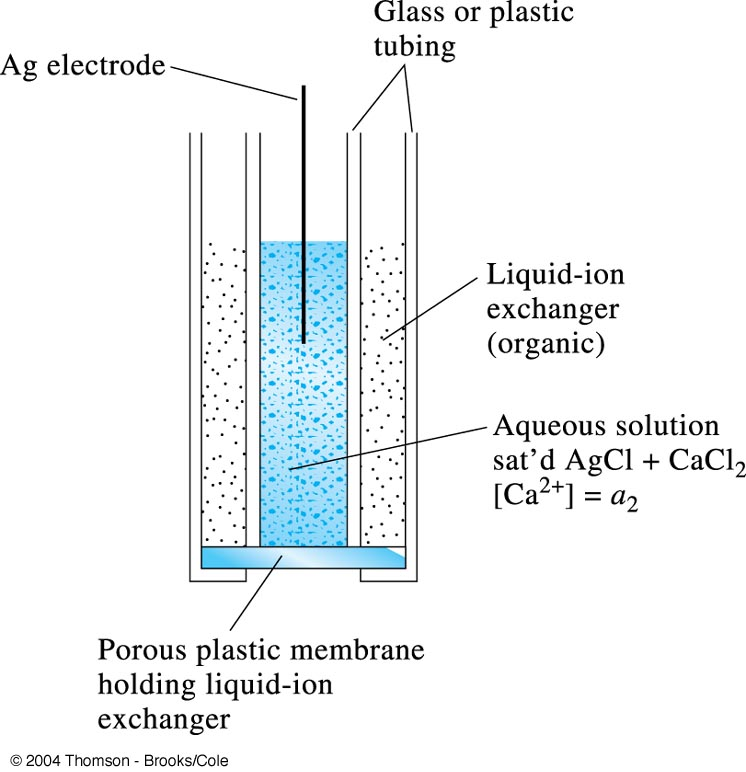 Glass or plastic
tubing
Ag electrode
Liquid-ion
exchanger
(organic)
Aqueous solution
sat'd AgCl + CaCl₂
[Ca²⁺] = a₂
Porous plastic membrane
holding liquid-ion
exchanger
© 2004 Thomson - Brooks/Cole